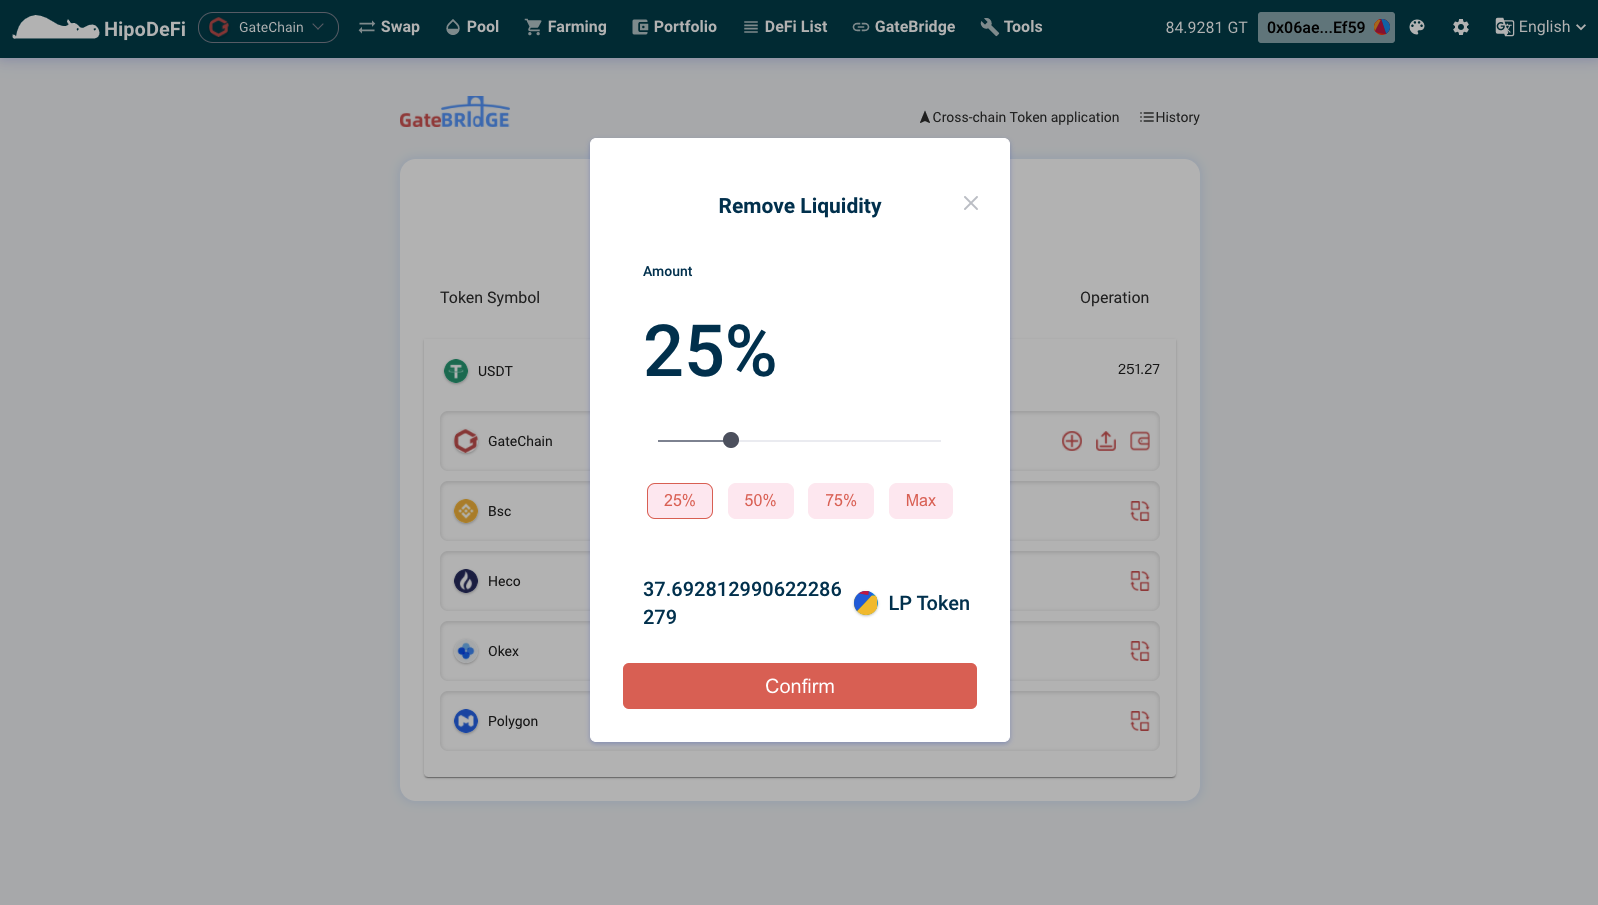 HipoDeFi GateChain Swap Pool Farming Portfolio DeFi List GateBridge Tools 84.9281 GT 0x06ae...Ef59 English
GateBRIdGE Cross-chain Token application History
Remove Liquidity
Amount
Token Symbol Operation
25%
USDT 251.27
GateChain
25% 50% 75% Max
Bsc
Heco
37.692812990622286
279
LP Token
Okex
Confirm
Polygon